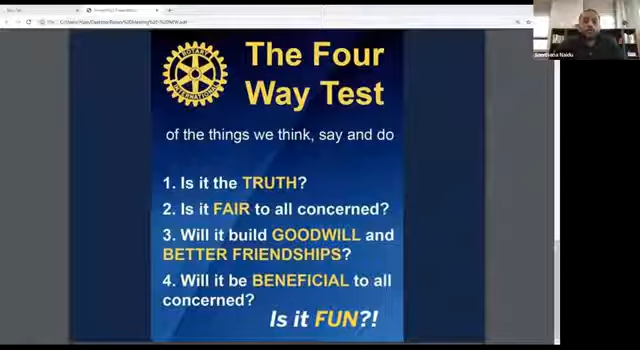 ROTARY
INTERNATIONAL
The Four
Way Test
of the things we think, say and do
1. Is it the TRUTH?
2. Is it FAIR to all concerned?
3. Will it build GOODWILL and
BETTER FRIENDSHIPS?
4. Will it be BENEFICIAL to all
concerned?
Is it FUN?!